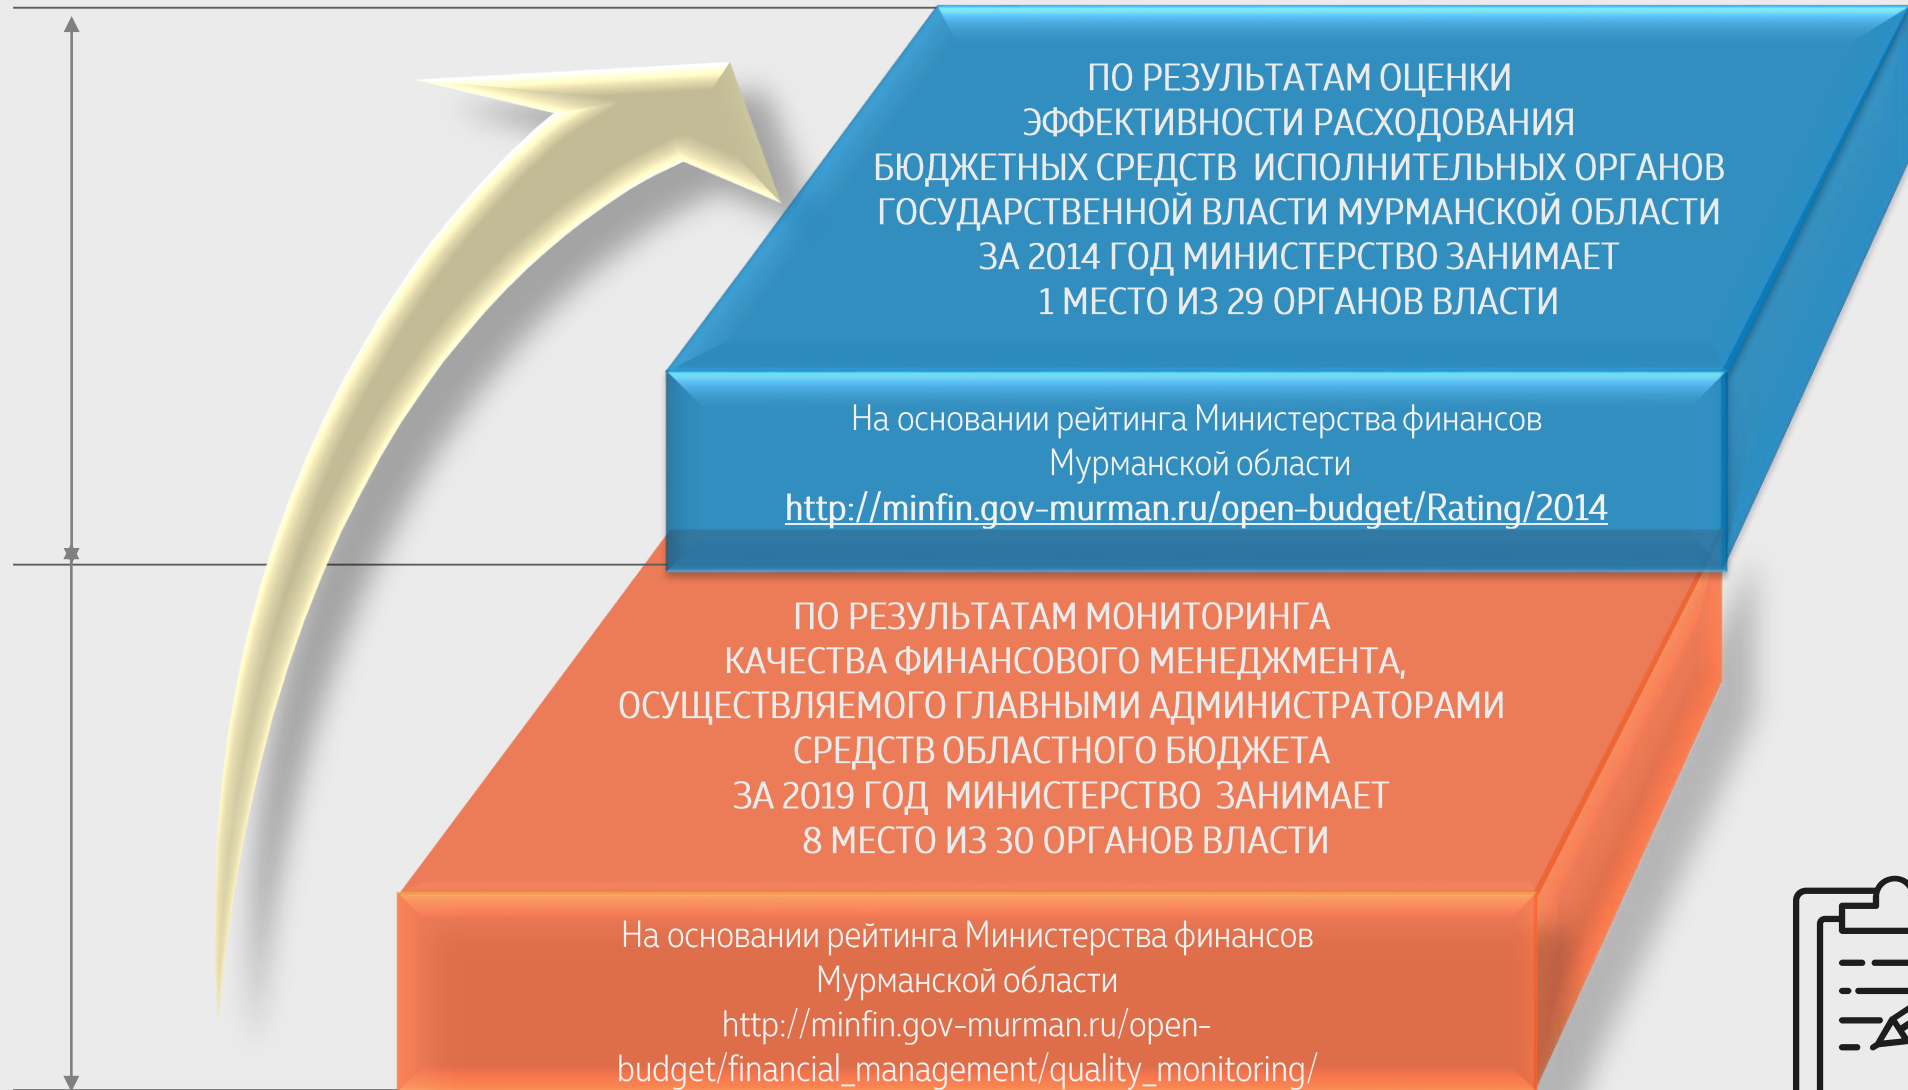 ПО РЕЗУЛЬТАТАМ ОЦЕНКИ
ЭФФЕКТИВНОСТИ РАСХОДОВАНИЯ
БЮДЖЕТНЫХ СРЕДСТВ ИСПОЛНИТЕЛЬНЫХ ОРГАНОВ
ГОСУДАРСТВЕННОЙ ВЛАСТИ МУРМАНСКОЙ ОБЛАСТИ
ЗА 2014 ГОД МИНИСТЕРСТВО ЗАНИМАЕТ
1 МЕСТО ИЗ 29 ОРГАНОВ ВЛАСТИ
На основании рейтинга Министерства финансов
Мурманской области
http://minfin.gov-murman.ru/open-budget/Rating/2014
ПО РЕЗУЛЬТАТАМ МОНИТОРИНГА
КАЧЕСТВА ФИНАНСОВОГО МЕНЕДЖМЕНТА,
ОСУЩЕСТВЛЯЕМОГО ГЛАВНЫМИ АДМИНИСТРАТОРАМИ
СРЕДСТВ ОБЛАСТНОГО БЮДЖЕТА
ЗА 2019 ГОД МИНИСТЕРСТВО ЗАНИМАЕТ
8 МЕСТО ИЗ 30 ОРГАНОВ ВЛАСТИ
На основании рейтинга Министерства финансов
Мурманской области
http://minfin.gov-murman.ru/open-
budget/financial_management/quality_monitoring/